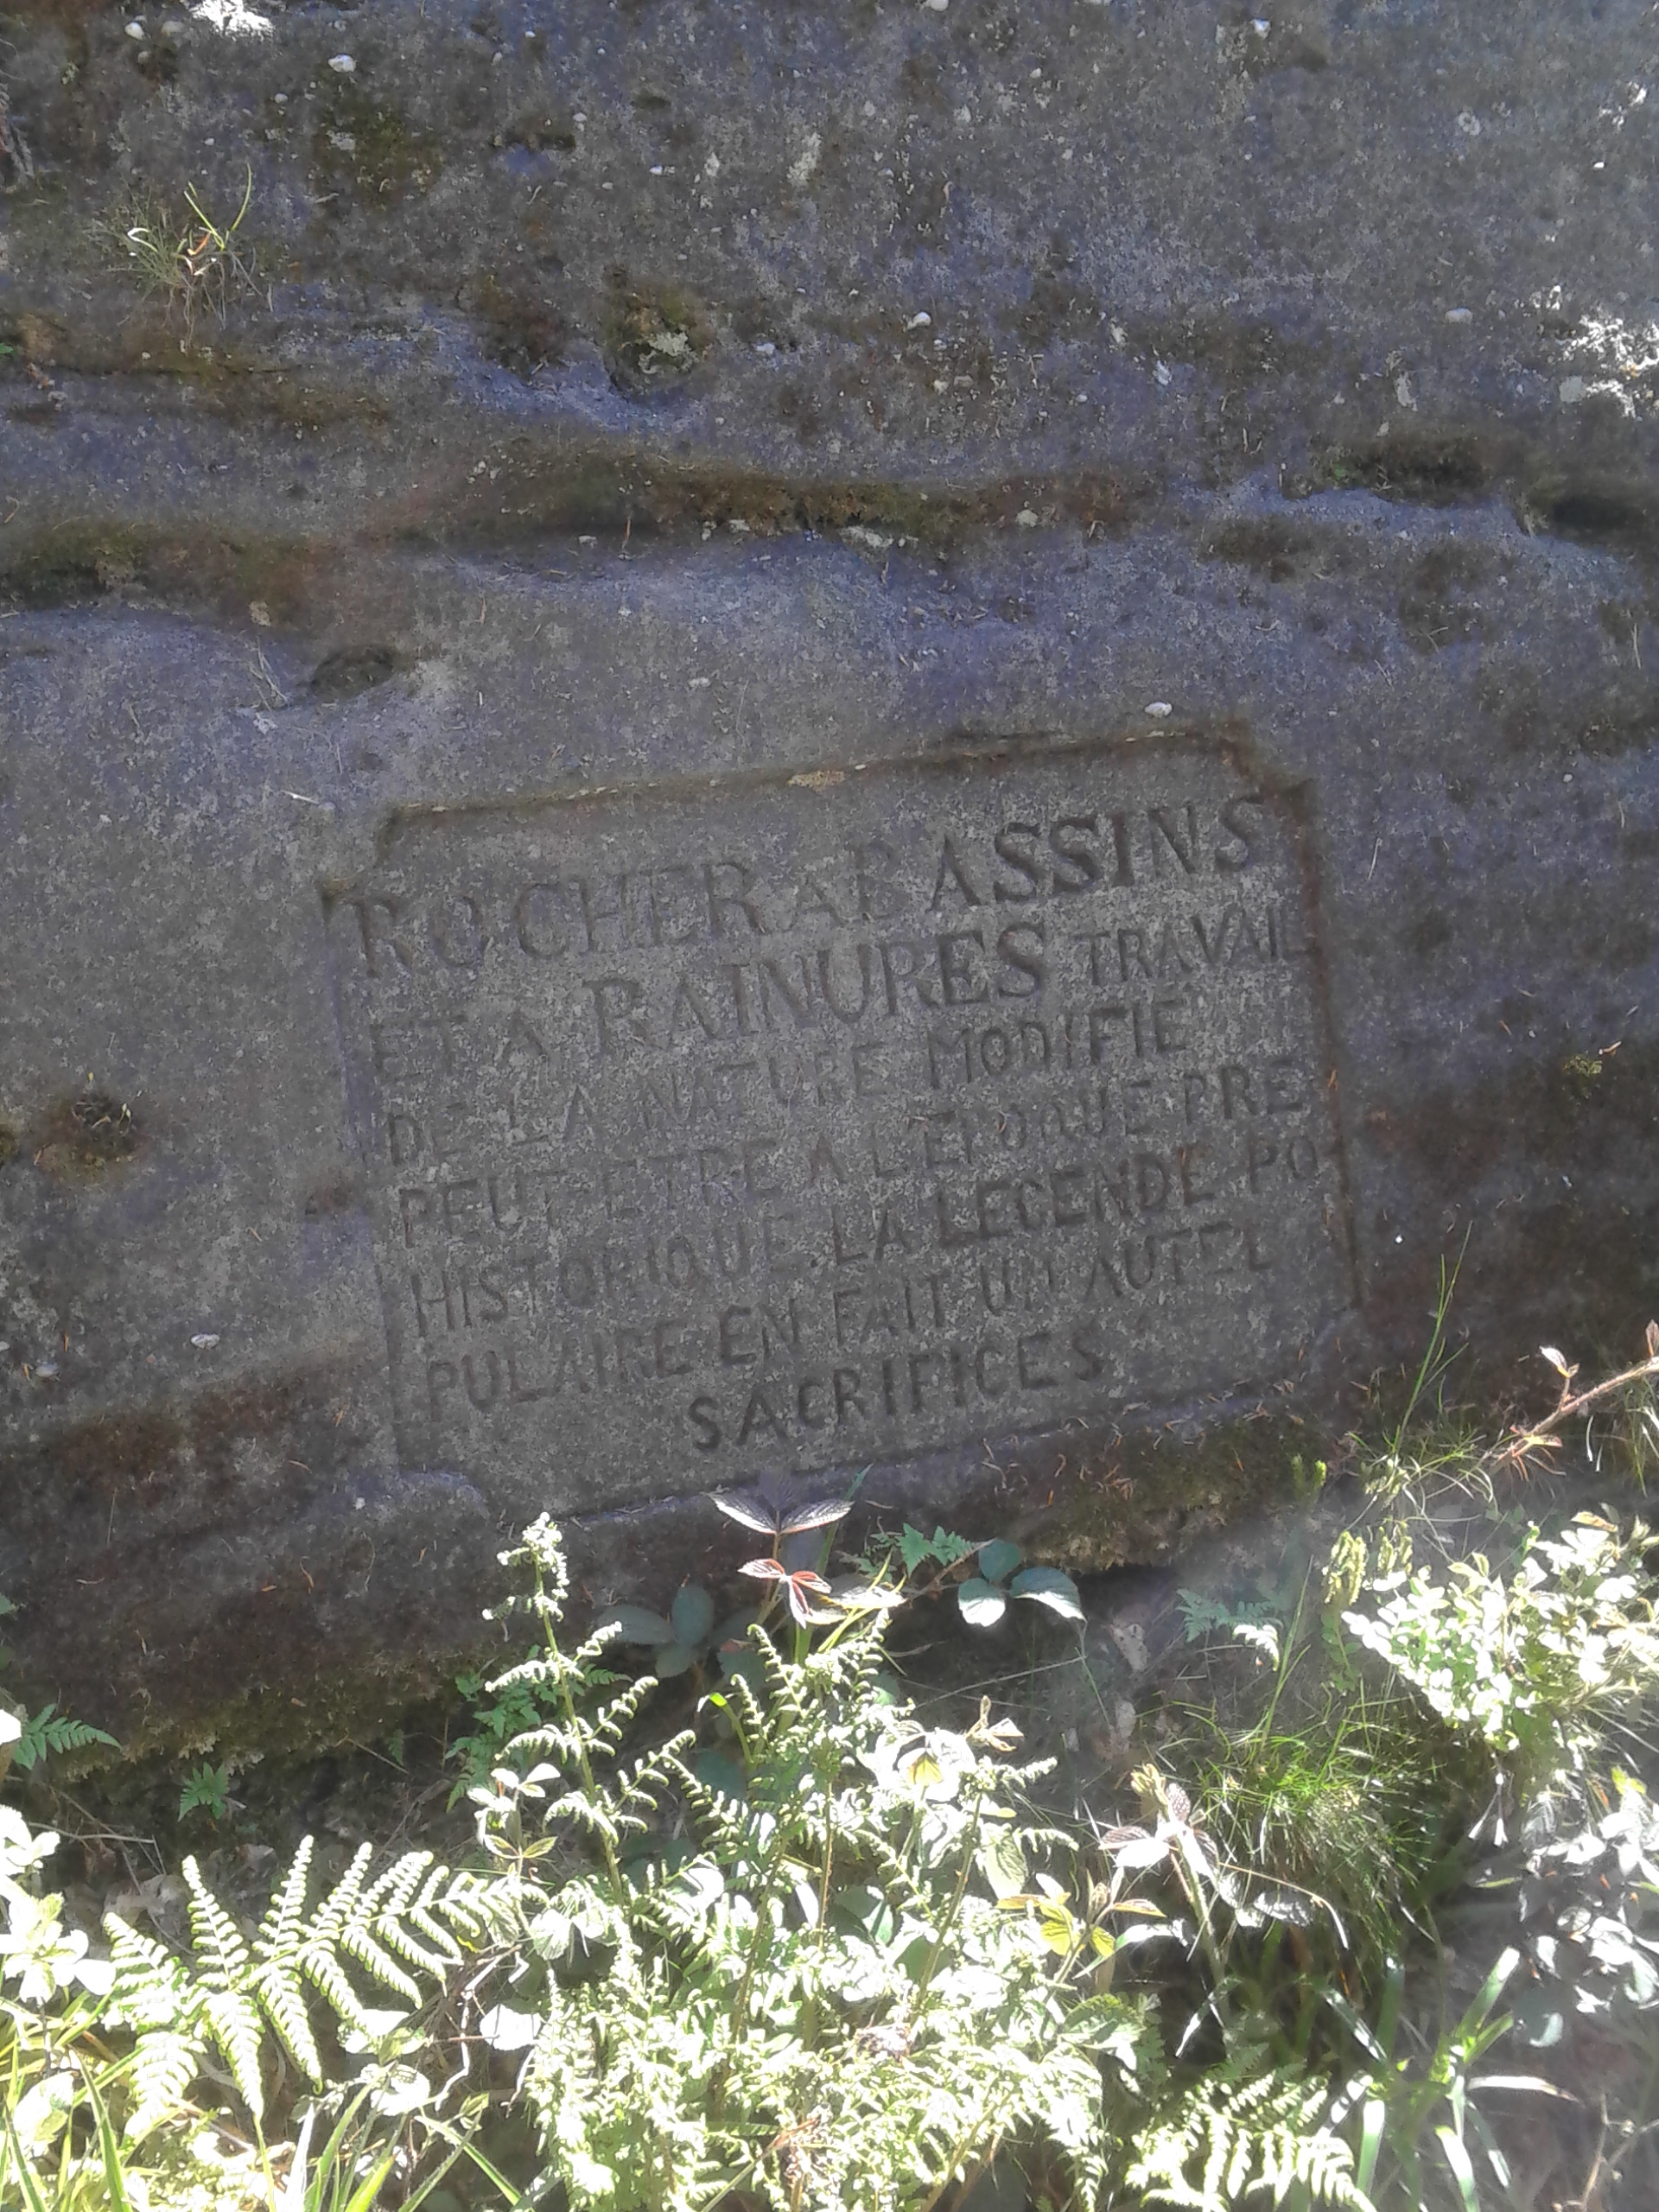 ROCHER A BASSINS
ET A RAINURES TRAVAIL
DE LA NATURE MODIFIE
PEUT-ETRE A L'EPOQUE PRE
HISTORIQUE LA LEGENDE PO-
PULAIRE EN FAIT UN AUTEL
SACRIFICES